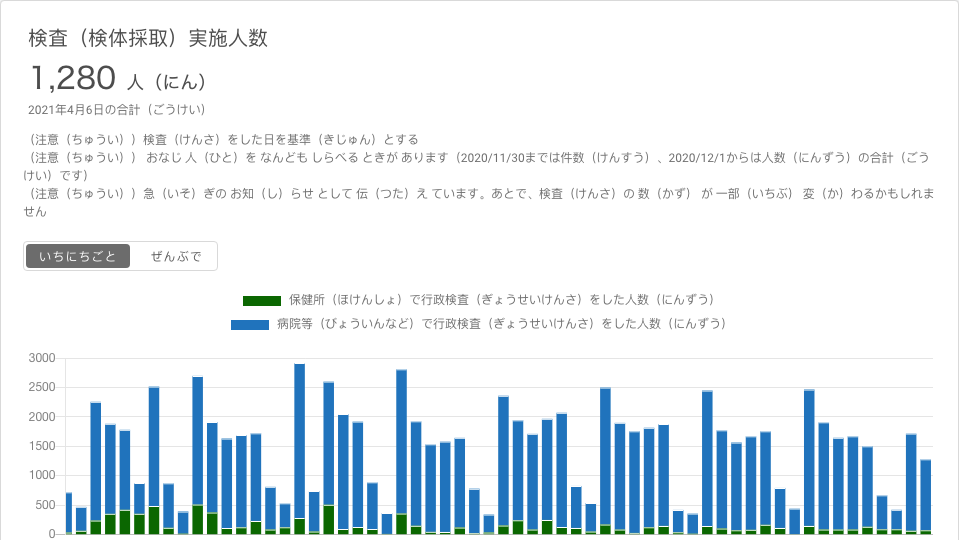 検査（検体採取）実施人数
1,280 人（にん）
2021年4月6日の合計（ごうけい）
（注意（ちゅうい））検査（けんさ）をした日を基準（きじゅん）とする
（注意（ちゅうい）） おなじ 人（ひと）を なんども しらべる ときが あります（2020/11/30までは件数（けんすう）、2020/12/1からは人数（にんずう）の合計（ごう
けい）です）
（注意（ちゅうい））急（いそ）ぎの お知（し）らせ として 伝（つた）え ています。あとで、検査（けんさ）の 数（かず） が 一部（いちぶ） 変（か）わるかもしれま
せん
いちにちごと ぜんぶで
保健所（ほけんしょ）で行政検査（ぎょうせいけんさ）をした人数（にんずう）
病院等（びょういんなど）で行政検査（ぎょうせいけんさ）をした人数（にんずう）
3000
2500
2000
1500
1000
500
0